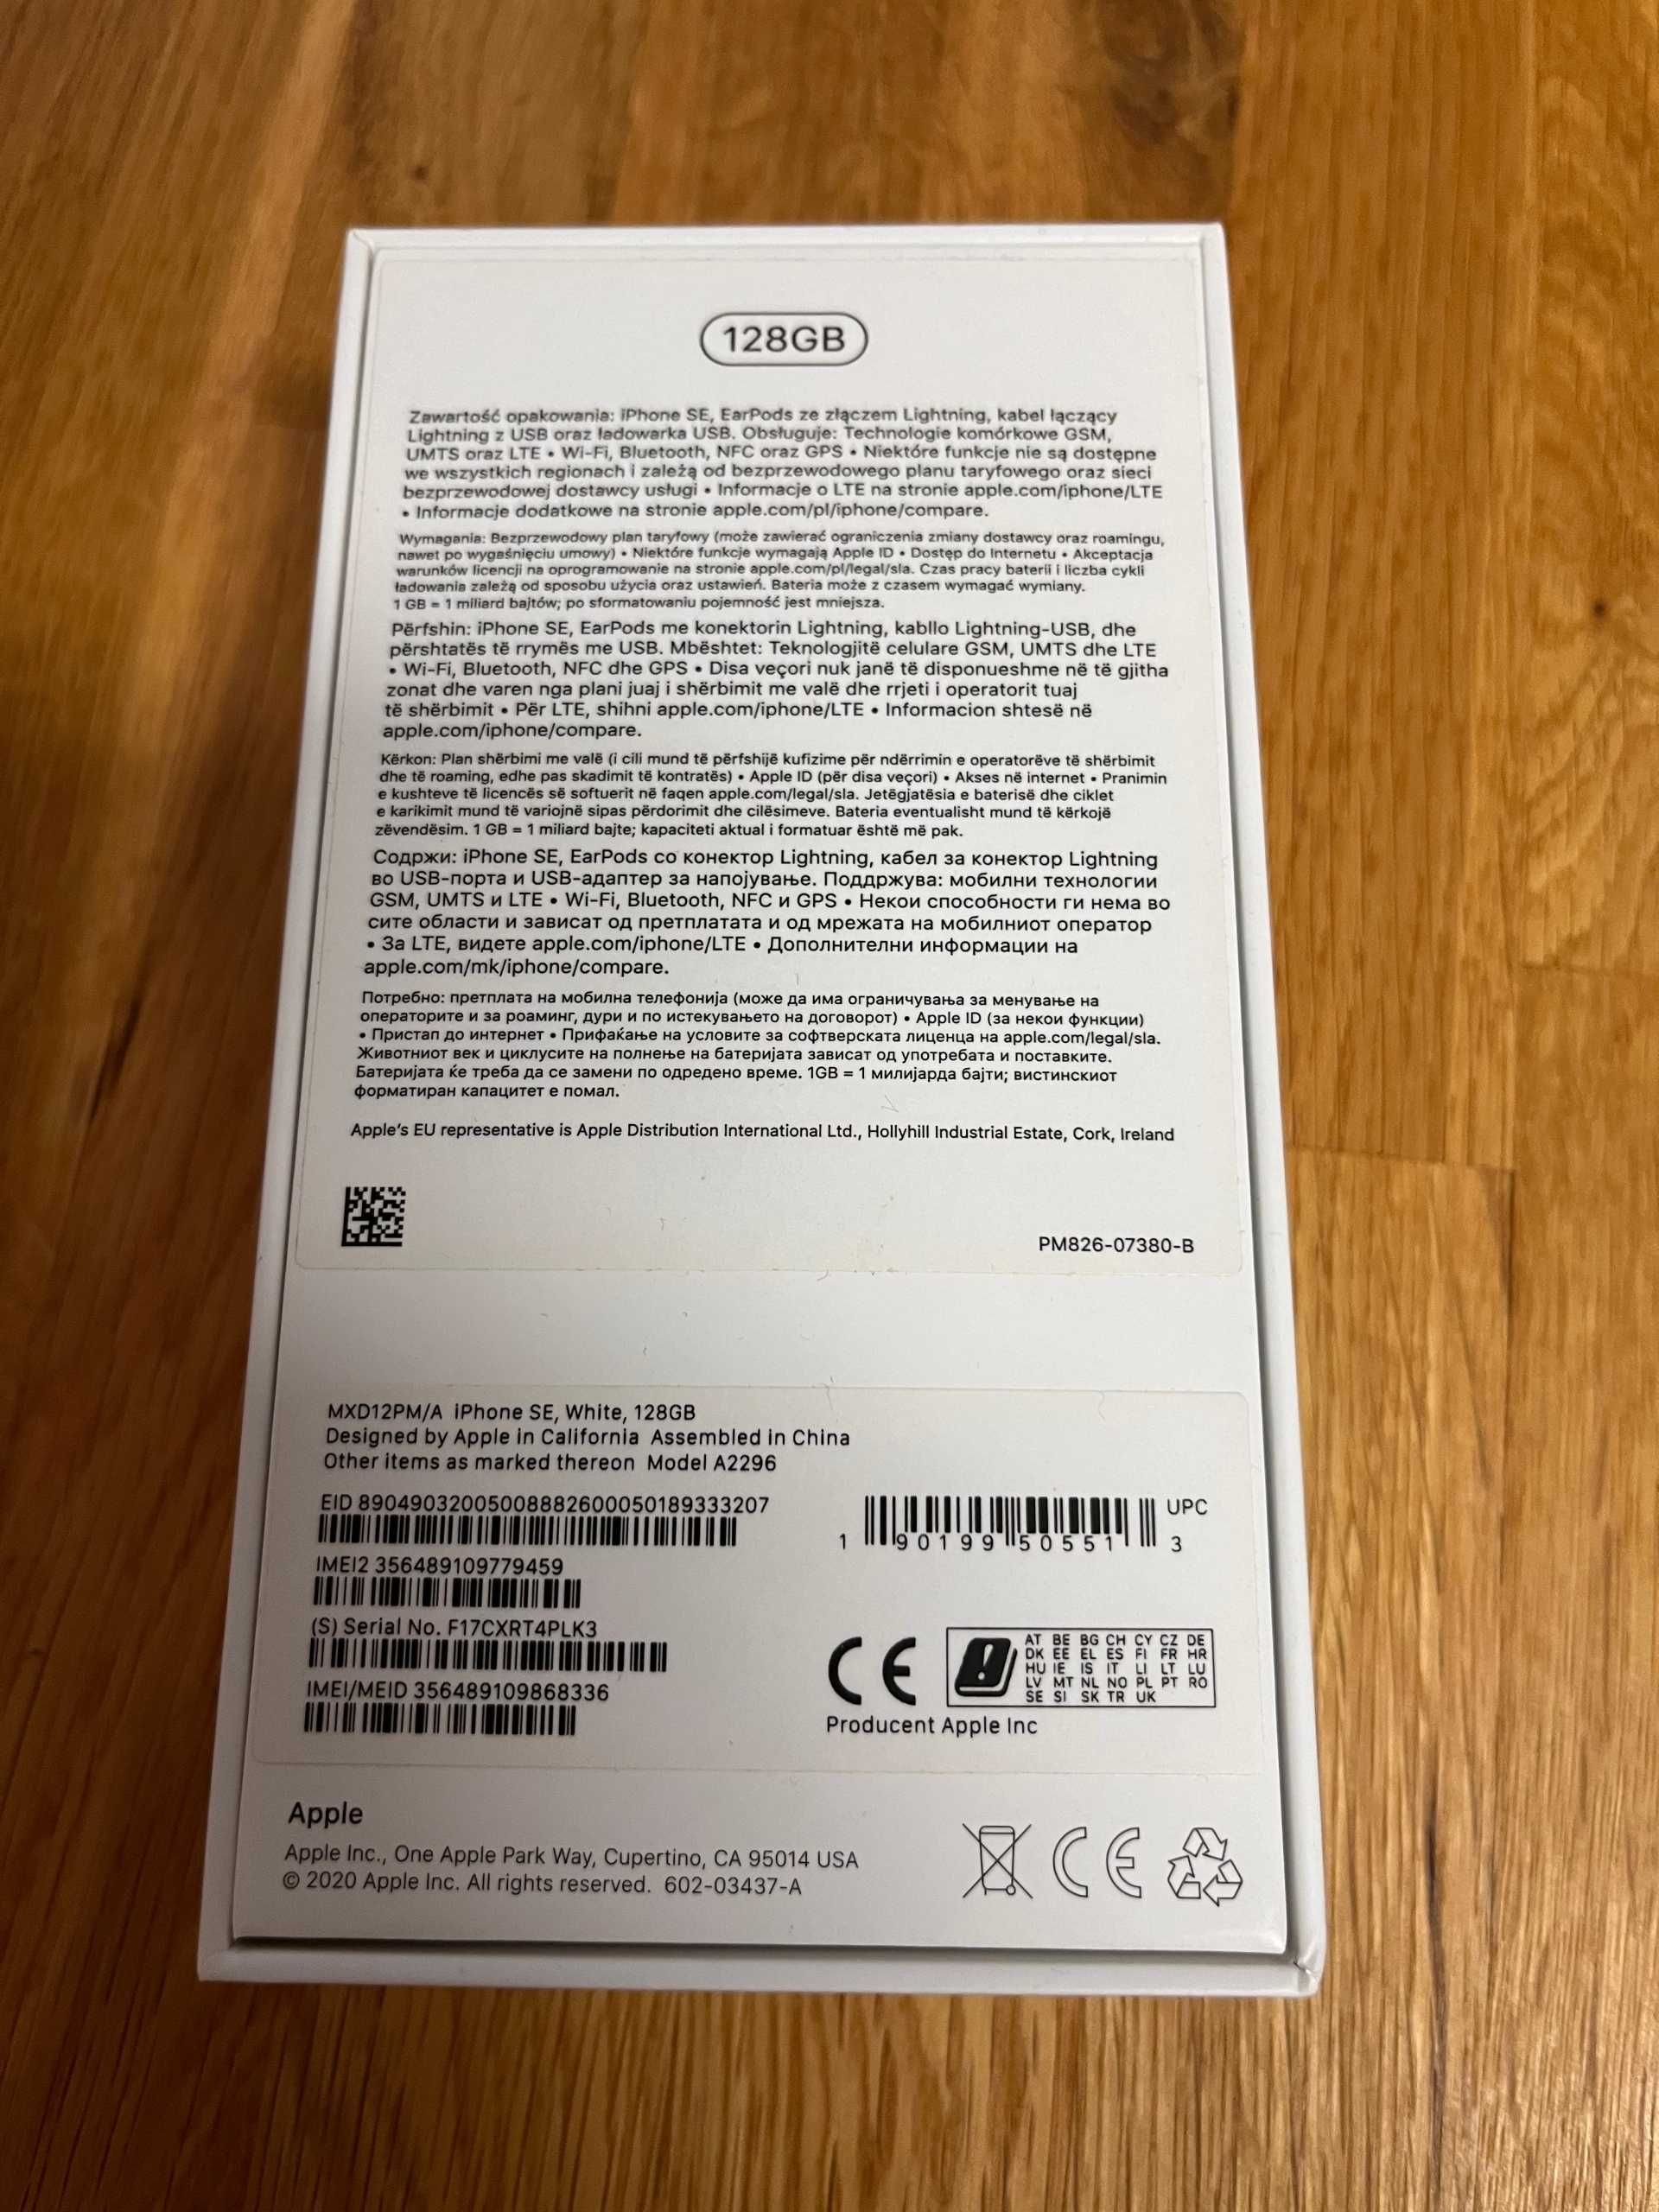 128GB
Zawartość opakowania: iPhone SE, EarPods ze złączem Lightning, kabel łączący
Lightning z USB oraz ładowarka USB. Obsługuje: Technologie komórkowe GSM,
UMTS oraz LTE • Wi-Fi, Bluetooth, NFC oraz GPS • Niektóre funkcje nie są dostępne
we wszystkich regionach i zależą od bezprzewodowego planu taryfowego oraz sieci
bezprzewodowej dostawcy usługi • Informacje o LTE na stronie apple.com/iphone/LTE
• Informacje dodatkowe na stronie apple.com/pl/iphone/compare.
Wymagania: Bezprzewodowy plan taryfowy (może zawierać ograniczenia zmiany dostawcy oraz roamingu,
nawet po wygaśnięciu umowy) • Niektóre funkcje wymagają Apple ID • Dostęp do Internetu • Akceptacja
warunków licencji na oprogramowanie na stronie apple.com/pl/legal/sla. Czas pracy baterii i liczba cykli
ładowania zależą od sposobu użycia oraz ustawień. Bateria może z czasem wymagać wymiany.
1 GB = 1 miliard bajtów; po sformatowaniu pojemność jest mniejsza.
Përfshin: iPhone SE, EarPods me konektorin Lightning, kabllo Lightning-USB, dhe
përshtatës të rrymës me USB. Mbështet: Teknologjitë celulare GSM, UMTS dhe LTE
• Wi-Fi, Bluetooth, NFC dhe GPS • Disa veçori nuk janë të disponueshme në të gjitha
zonat dhe varen nga plani juaj i shërbimit me valë dhe rrjeti i operatorit tuaj
të shërbimit • Për LTE, shihni apple.com/iphone/LTE • Informacion shtesë në
apple.com/iphone/compare.
Kërkon: Plan shërbimi me valë (i cili mund të përfshijë kufizime për ndërrimin e operatorëve të shërbimit
dhe të roaming, edhe pas skadimit të kontratës) • Apple ID (për disa veçori) • Akses në internet • Pranimin
e kushteve të licencës së softuerit në faqen apple.com/legal/sla. Jetëgjatësia e baterisë dhe ciklet
e karikimit mund të variojnë sipas përdorimit dhe cilësimeve. Bateria eventualisht mund të kërkojë
zëvendësim. 1 GB = 1 miliard bajte; kapaciteti aktual i formatuar është më pak.
Содржи: iPhone SE, EarPods со конектор Lightning, кабел за конектор Lightning
во USB-порта и USB-адаптер за напојување. Поддржува: мобилни технологии
GSM, UMTS и LTE • Wi-Fi, Bluetooth, NFC и GPS • Некои способности ги нема во
сите области и зависат од претплатата и од мрежата на мобилниот оператор
• За LTE, видете apple.com/iphone/LTE • Дополнителни информации на
apple.com/mk/iphone/compare.
Потребно: претплата на мобилна телефонија (може да има ограничувања за менување на
операторите и за роаминг, дури и по истекувањето на договорот) • Apple ID (за некои функции)
• Пристап до интернет • Прифаќање на условите за софтверската лиценца на apple.com/legal/sla.
Животниот век и циклусите на полнење на батеријата зависат од употребата и поставките.
Батеријата ќе треба да се замени по одредено време. 1GB = 1 милијарда бајти; вистинскиот
форматиран капацитет е помал.
Apple's EU representative is Apple Distribution International Ltd., Hollyhill Industrial Estate, Cork, Ireland
PM826-07380-B
MXD12PM/A iPhone SE, White, 128GB
Designed by Apple in California Assembled in China
Other items as marked thereon Model A2296
EID 89049032005008882600050189333207
UPC
1 90199 50551 3
IMEI2 356489109779459
(S) Serial No. F17CXRT4PLK3
IMEI/MEID 356489109868336
CE
AT BE BG CH CY CZ DE
DK EE EL ES FI FR HR
HU IE IS IT LI LT LU
LV MT NL NO PL PT RO
SE SI SK TR UK
Producent Apple Inc
Apple
Apple Inc., One Apple Park Way, Cupertino, CA 95014 USA
© 2020 Apple Inc. All rights reserved. 602-03437-A
CE